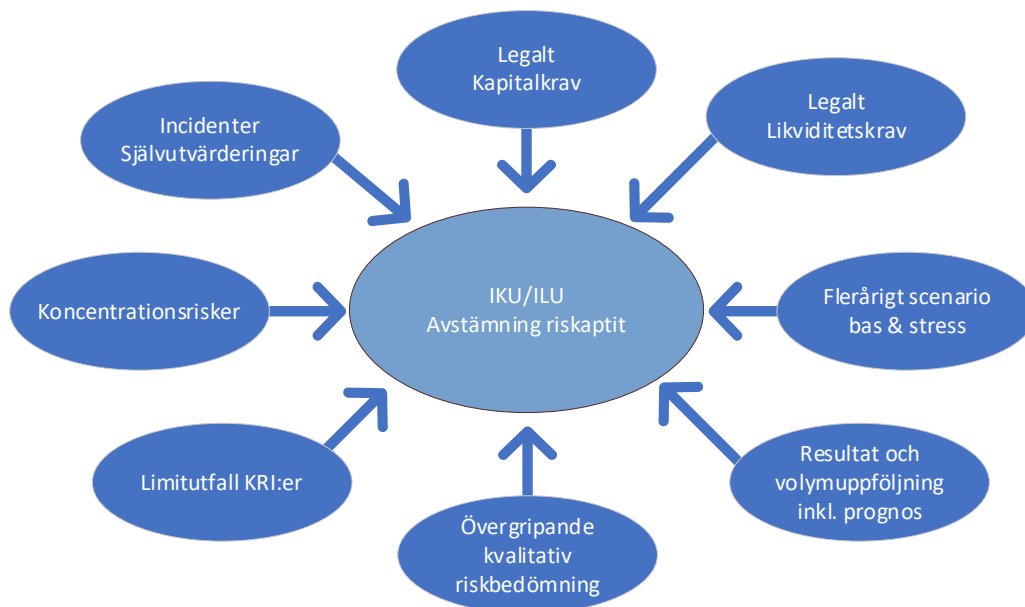 Legalt
Kapitalkrav
Legalt
Likviditetskrav
Incidenter
Självutvärderingar
IKU/ILU
Avstämning riskaptit
Koncentrationsrisker
Flerårigt scenario
bas & stress
Limitutfall KRI:er
Resultat och
volymuppföljning
inkl. prognos
Övergripande
kvalitativ
riskbedömning